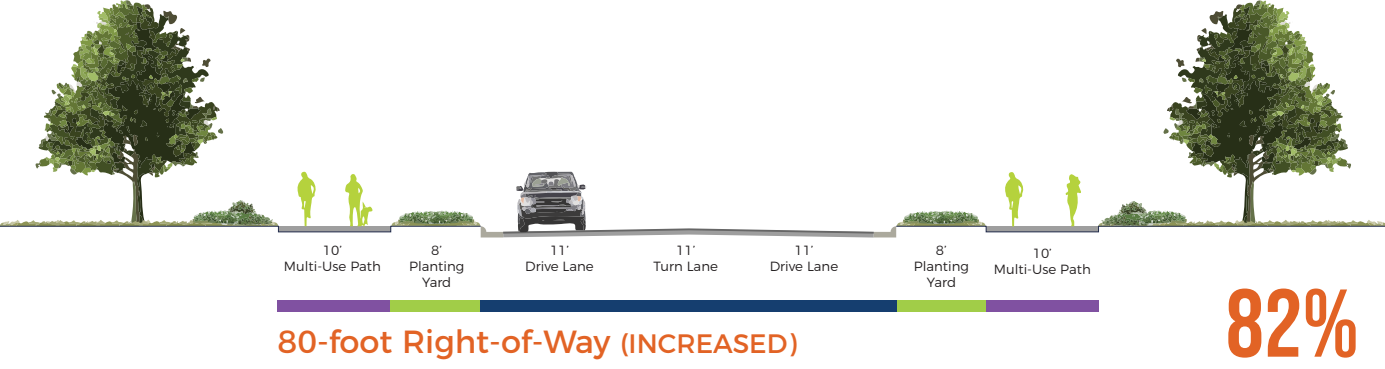 10'
Multi-Use Path
8'
Planting
Yard
11'
Drive Lane
11'
Turn Lane
11'
Drive Lane
8'
Planting
Yard
10'
Multi-Use Path
80-foot Right-of-Way (INCREASED)
82%